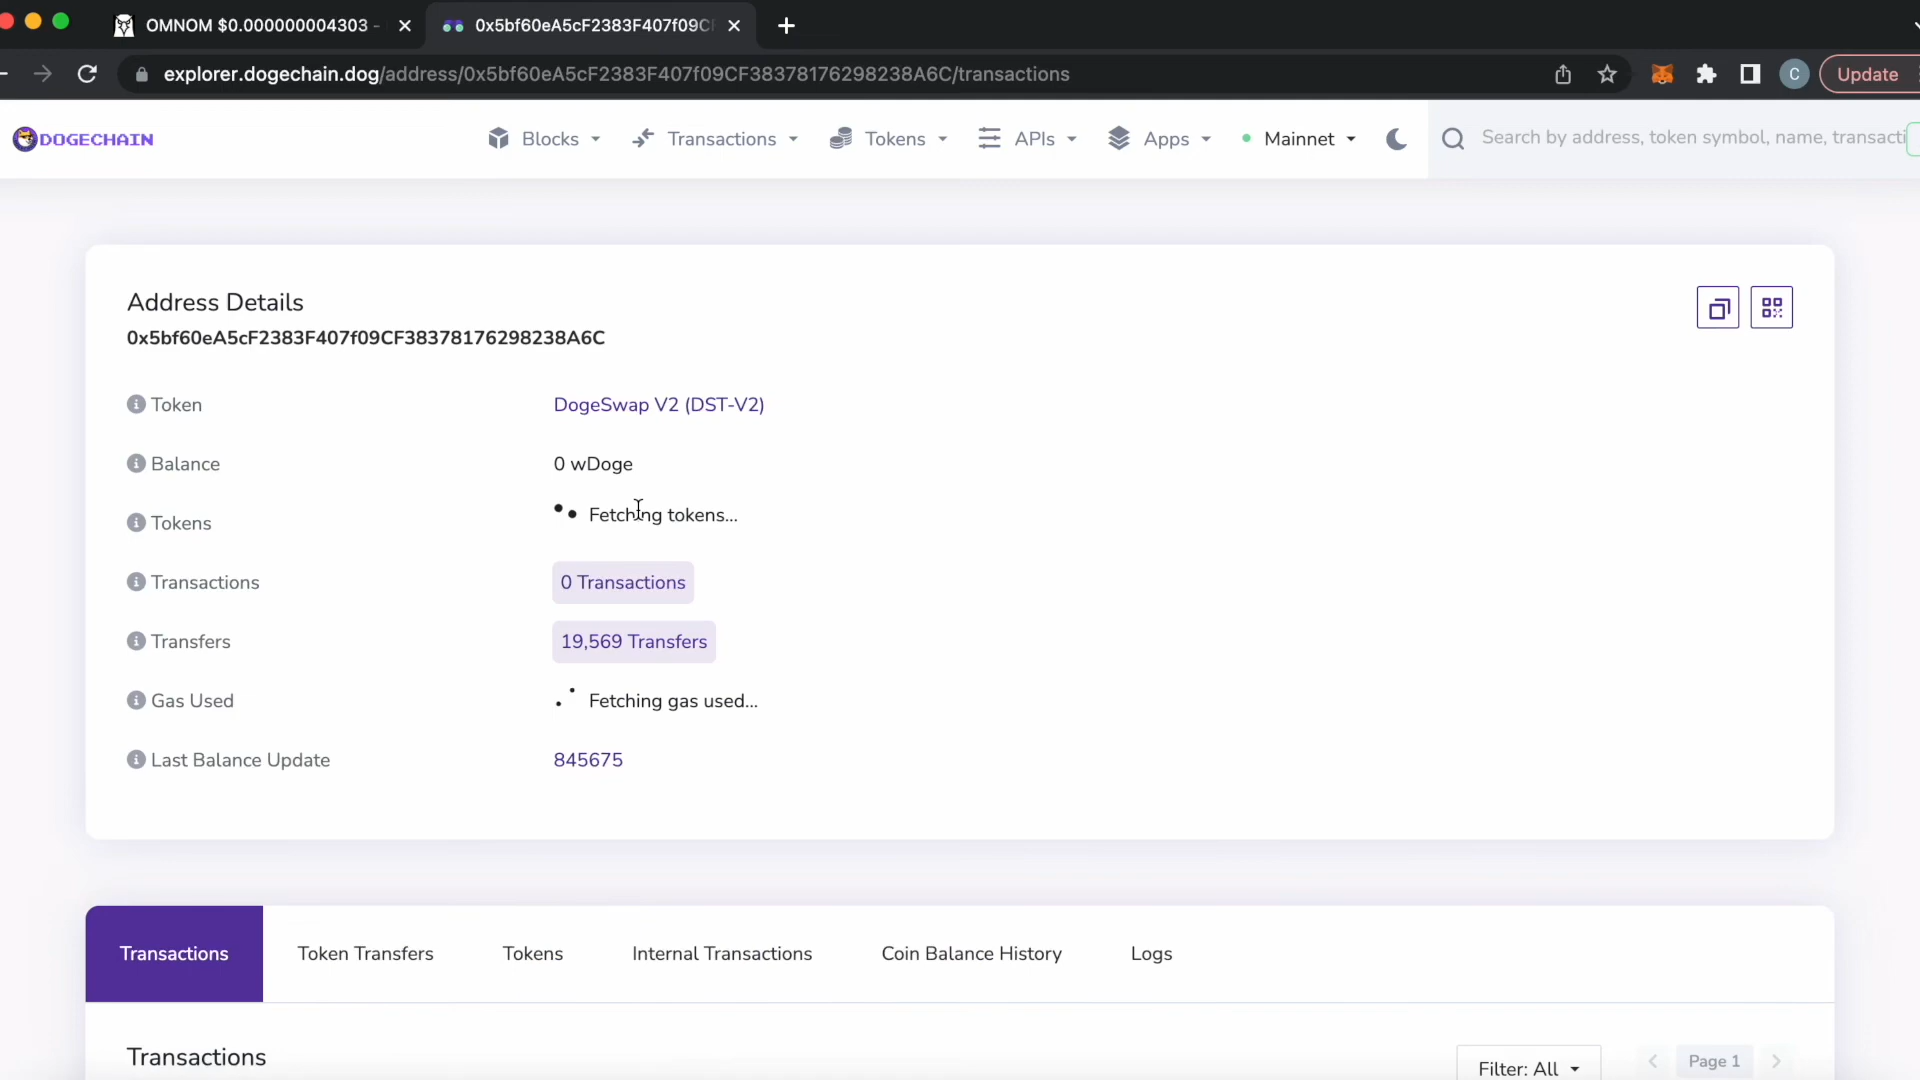 OMNOM $0.000000004303 -
0x5bf60eA5cF2383F407f09CF
explorer.dogechain.dog/address/0x5bf60eA5cF2383F407f09CF38378176298238A6C/transactions
C
Update
DOGECHAIN
Blocks
Transactions
Tokens
APIs
Apps
Mainnet
Search by address, token symbol, name, transacti
Address Details
0x5bf60eA5cF2383F407f09CF38378176298238A6C
Token
DogeSwap V2 (DST-V2)
Balance
0 wDoge
Tokens
Fetching tokens...
Transactions
0 Transactions
Transfers
19,569 Transfers
Gas Used
Fetching gas used...
Last Balance Update
845675
Transactions
Token Transfers
Tokens
Internal Transactions
Coin Balance History
Logs
Transactions
Filter: All
Page 1